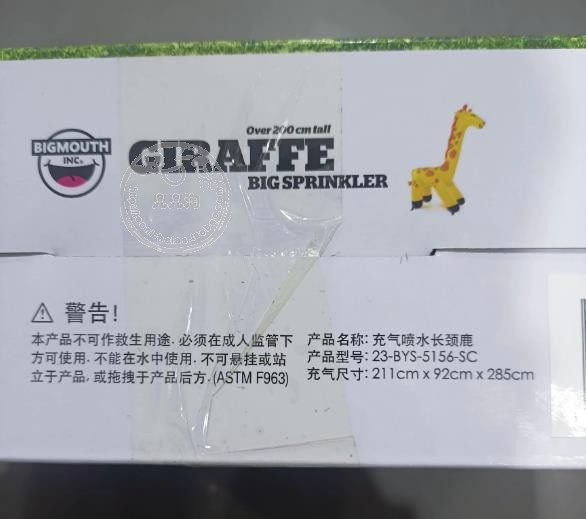 Over 200 cm tall
BIGMOUTH
INC.
GIRAFFE
BIG SPRINKLER
警告!
本产品不可作救生用途. 必须在成人监管下
方可使用. 不能在水中使用. 不可悬挂或站
立于产品, 或拖拽于产品后方. (ASTM F963)
产品名称: 充气喷水长颈鹿
产品型号: 23-BYS-5156-SC
充气尺寸: 211cm x 92cm x 285cm